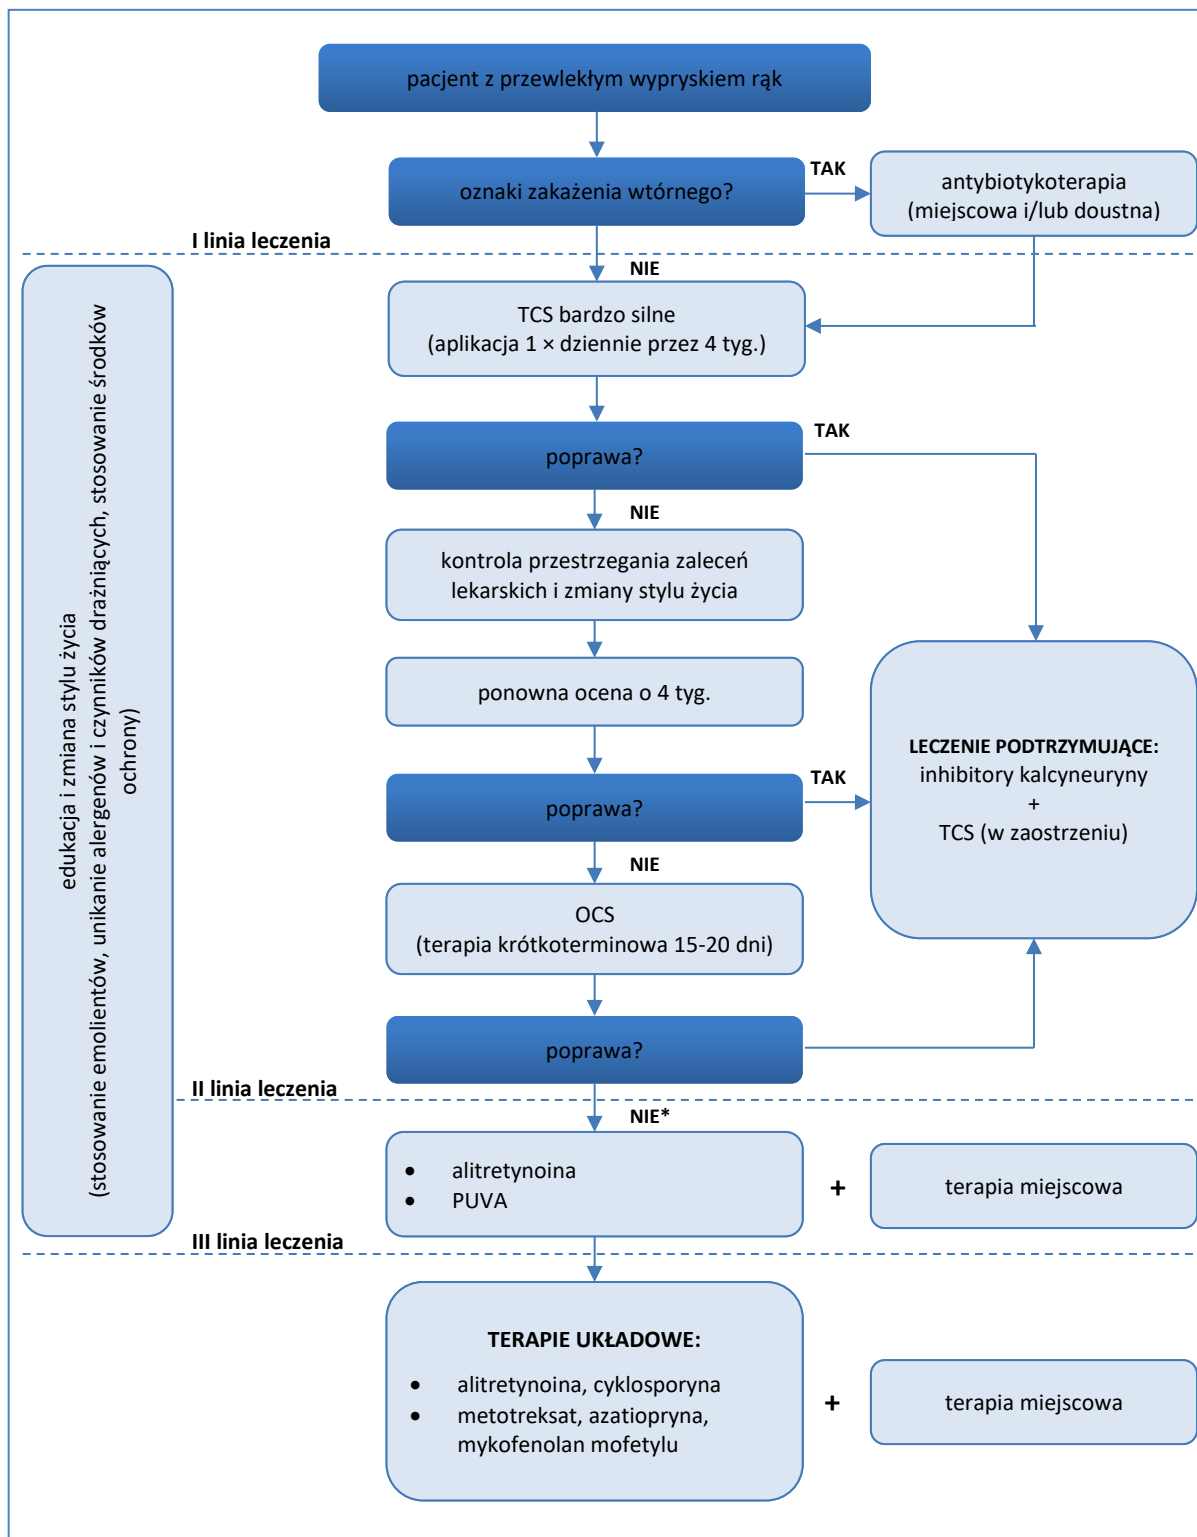 pacjent z przewlekłym wypryskiem rąk
oznaki zakażenia wtórnego?
TAK
antybiotykoterapia
(miejscowa i/lub doustna)
I linia leczenia
NIE
TCS bardzo silne
(aplikacja 1 × dziennie przez 4 tyg.)
poprawa?
TAK
NIE
kontrola przestrzegania zaleceń
lekarskich i zmiany stylu życia
ponowna ocena o 4 tyg.
poprawa?
TAK
LECZENIE PODTRZYMUJĄCE:
inhibitory kalcyneuryny
+
TCS (w zaostrzeniu)
NIE
OCS
(terapia krótkoterminowa 15-20 dni)
poprawa?
edukacja i zmiana stylu życia
(stosowanie emolientów, unikanie alergenów i czynników drażniących, stosowanie środków
ochrony)
II linia leczenia
NIE*
• alitretynoina
• PUVA
+
terapia miejscowa
III linia leczenia
TERAPIE UKŁADOWE:
• alitretynoina, cyklosporyna
• metotreksat, azatiopryna,
mykofenolan mofetylu
+
terapia miejscowa